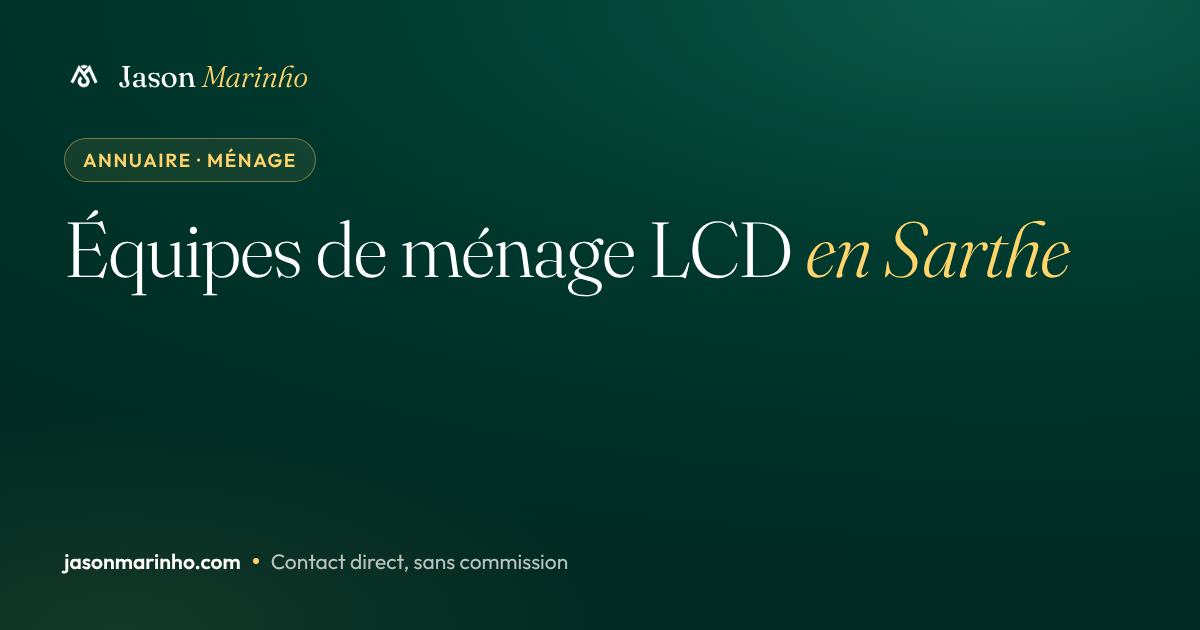 Jason Marinho
ANNUAIRE · MÉNAGE
Équipes de ménage LCD en Sarthe
jasonmarinho.com • Contact direct, sans commission